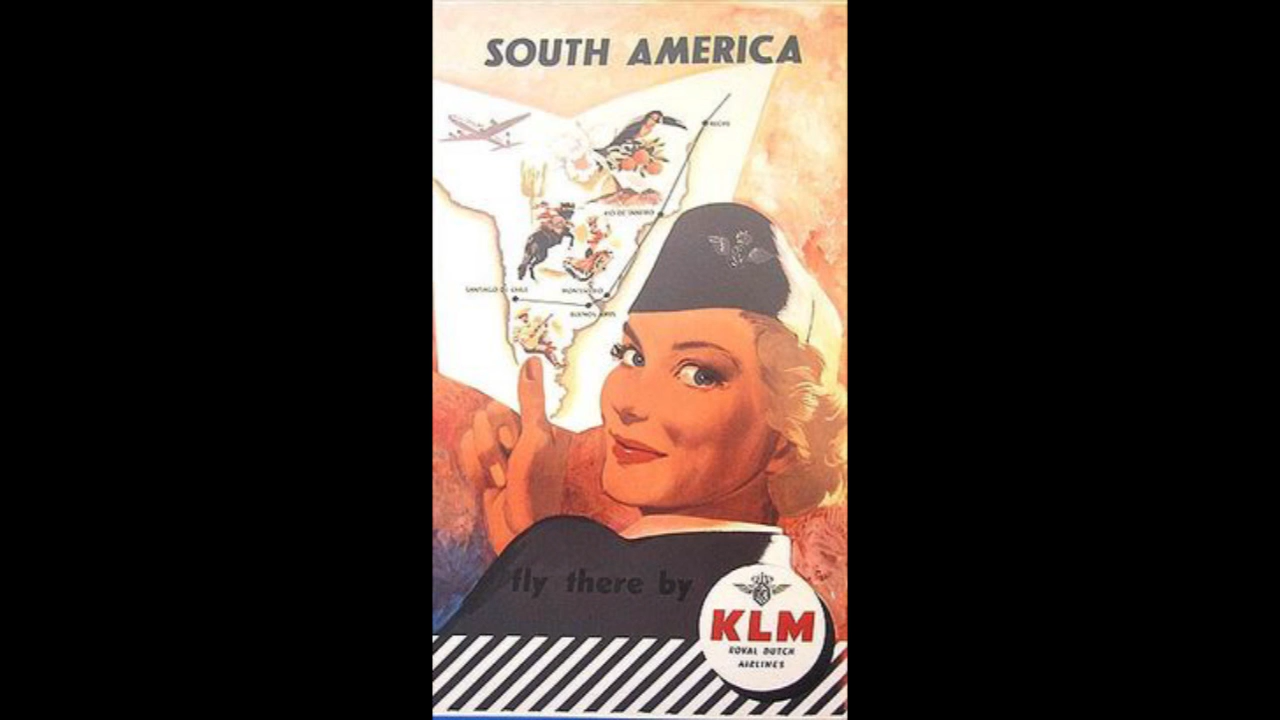 SOUTH AMERICA
RECIFE
RIO DE JANEIRO
SANTIAGO DE CHILE
MONTEVIDEO
BUENOS AIRES
fly there by
KLM
ROYAL DUTCH
AIRLINES